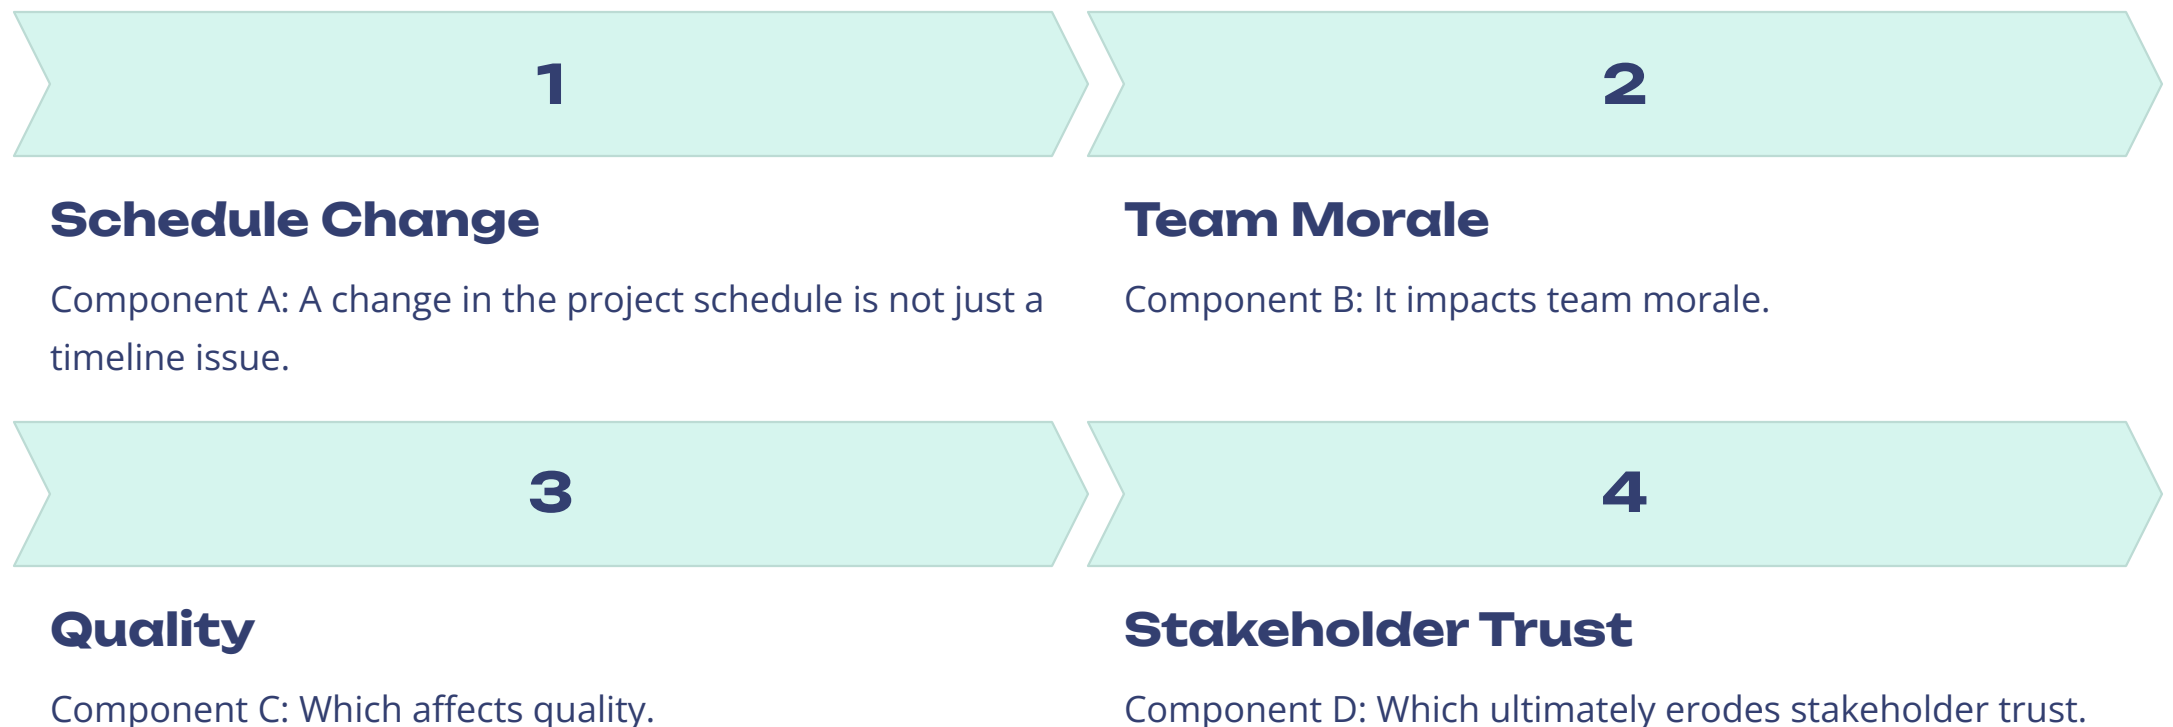 1
2
Schedule Change
Component A: A change in the project schedule is not just a
timeline issue.
Team Morale
Component B: It impacts team morale.
3
4
Quality
Component C: Which affects quality.
Stakeholder Trust
Component D: Which ultimately erodes stakeholder trust.